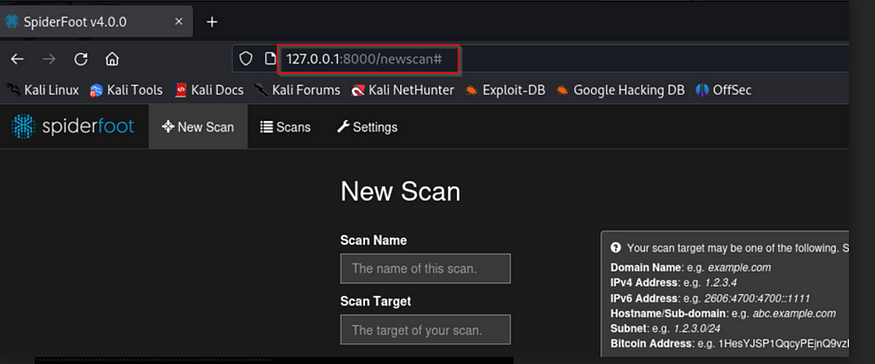 SpiderFoot v4.0.0
127.0.0.1:8000/newscan#
Kali Linux Kali Tools Kali Docs Kali Forums Kali NetHunter Exploit-DB Google Hacking DB OffSec
spiderfoot New Scan Scans Settings
New Scan
Scan Name
The name of this scan.
Scan Target
The target of your scan.
Your scan target may be one of the following. S
Domain Name: e.g. example.com
IPv4 Address: e.g. 1.2.3.4
IPv6 Address: e.g. 2606:4700:4700::1111
Hostname/Sub-domain: e.g. abc.example.com
Subnet: e.g. 1.2.3.0/24
Bitcoin Address: e.g. 1HesYJSP1QqcyPEjnQ9vzl